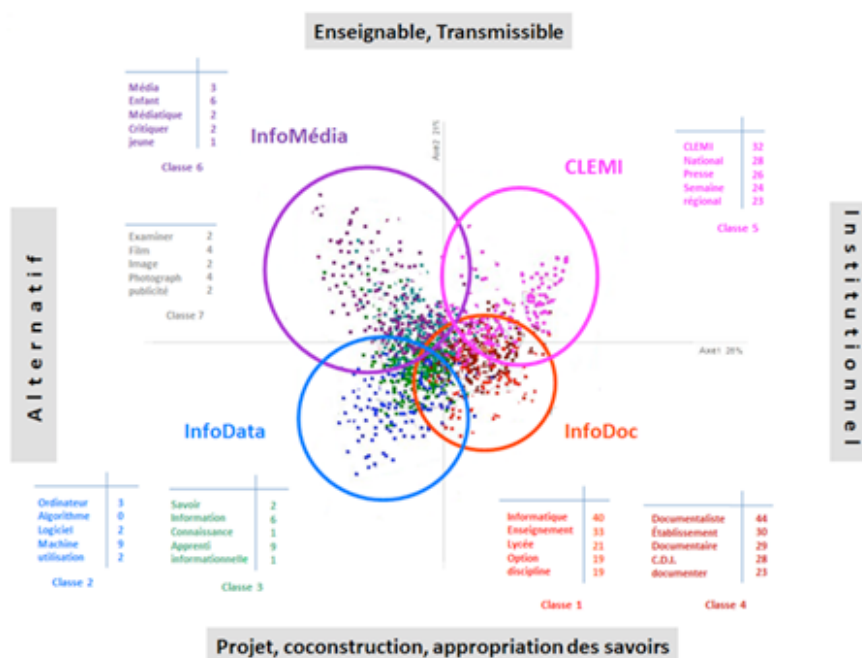 Enseignable, Transmissible
Média 3
Enfant 6
Médiatique 2
Critiquer 2
jeune 1
Classe 6
InfoMédia
Axe2 21%
CLEMI
CLEMI 32
National 28
Presse 26
Semaine 24
régional 23
Classe 5
Alternatif
Institutionnel
Examiner 2
Film 4
Image 2
Photograph 4
publicité 2
Classe 7
Axe1 26%
InfoData
InfoDoc
Ordinateur 3
Algorithme 0
Logiciel 2
Machine 9
utilisation 2
Classe 2
Savoir 2
Information 6
Connaissance 1
Apprenti 9
informationnelle 1
Classe 3
Informatique 40
Enseignement 33
Lycée 21
Option 19
discipline 19
Classe 1
Documentaliste 44
Établissement 30
Documentaire 29
C.D.I. 28
documenter 23
Classe 4
Projet, coconstruction, appropriation des savoirs